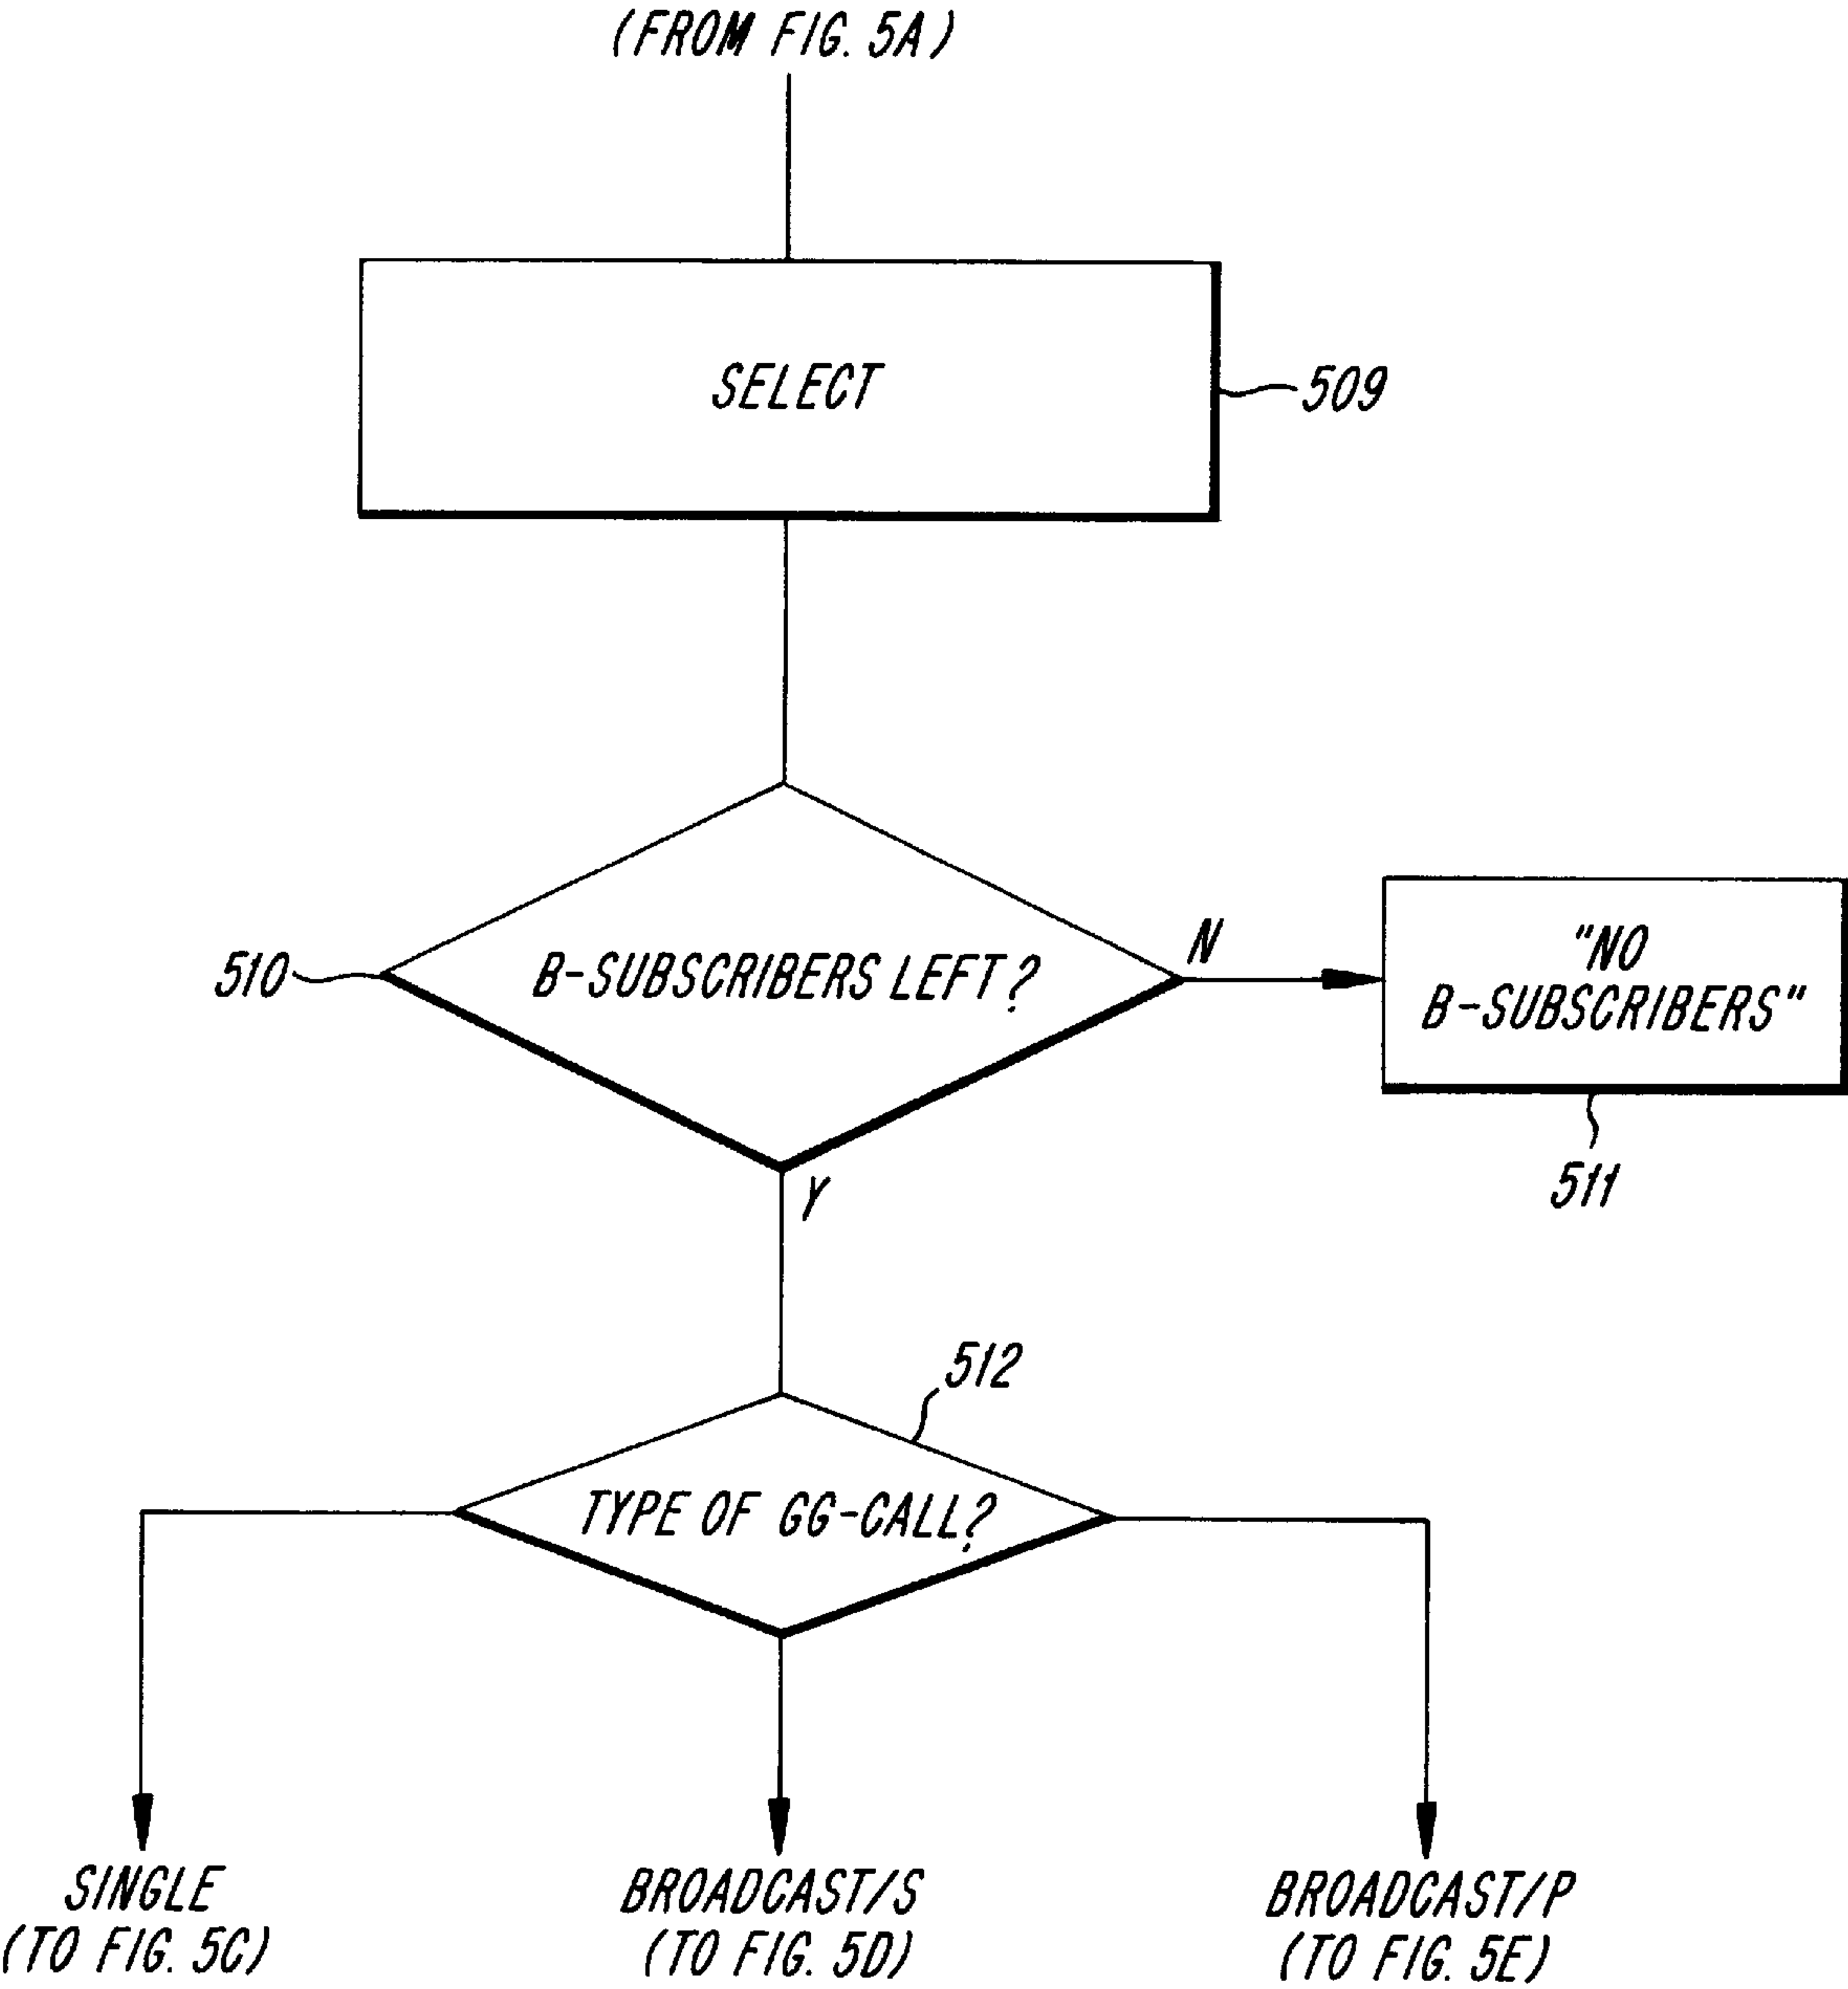 (FROM FIG. 5A)
SELECT
509
510
B-SUBSCRIBERS LEFT?
N
"NO
B-SUBSCRIBERS"
511
Y
512
TYPE OF GG-CALL?
SINGLE
(TO FIG. 5C)
BROADCAST/S
(TO FIG. 5D)
BROADCAST/P
(TO FIG. 5E)